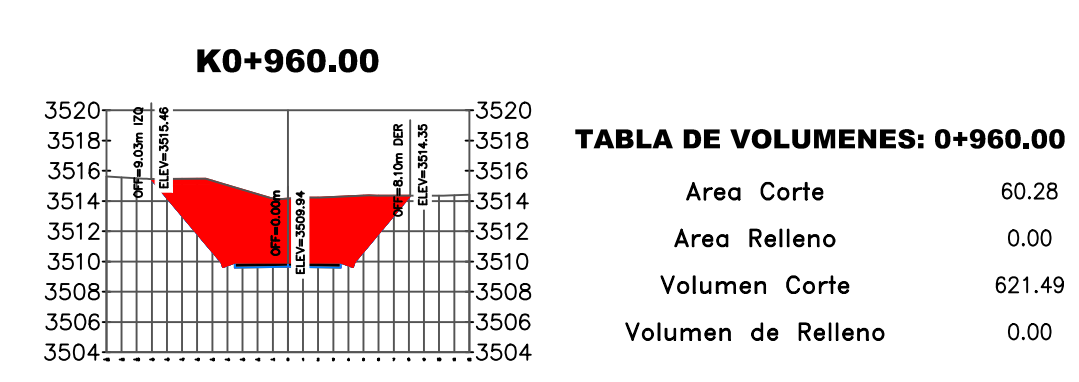 K0+960.00
3520 3520
3518 3518
3516 3516
3514 3514
3512 3512
3510 3510
3508 3508
3506 3506
3504 3504
OFF=9.03m IZQ
ELEV=3515.46
OFF=0.00m
ELEV=3509.94
OFF=8.10m DER
ELEV=3514.35
TABLA DE VOLUMENES: 0+960.00
Area Corte 60.28
Area Relleno 0.00
Volumen Corte 621.49
Volumen de Relleno 0.00